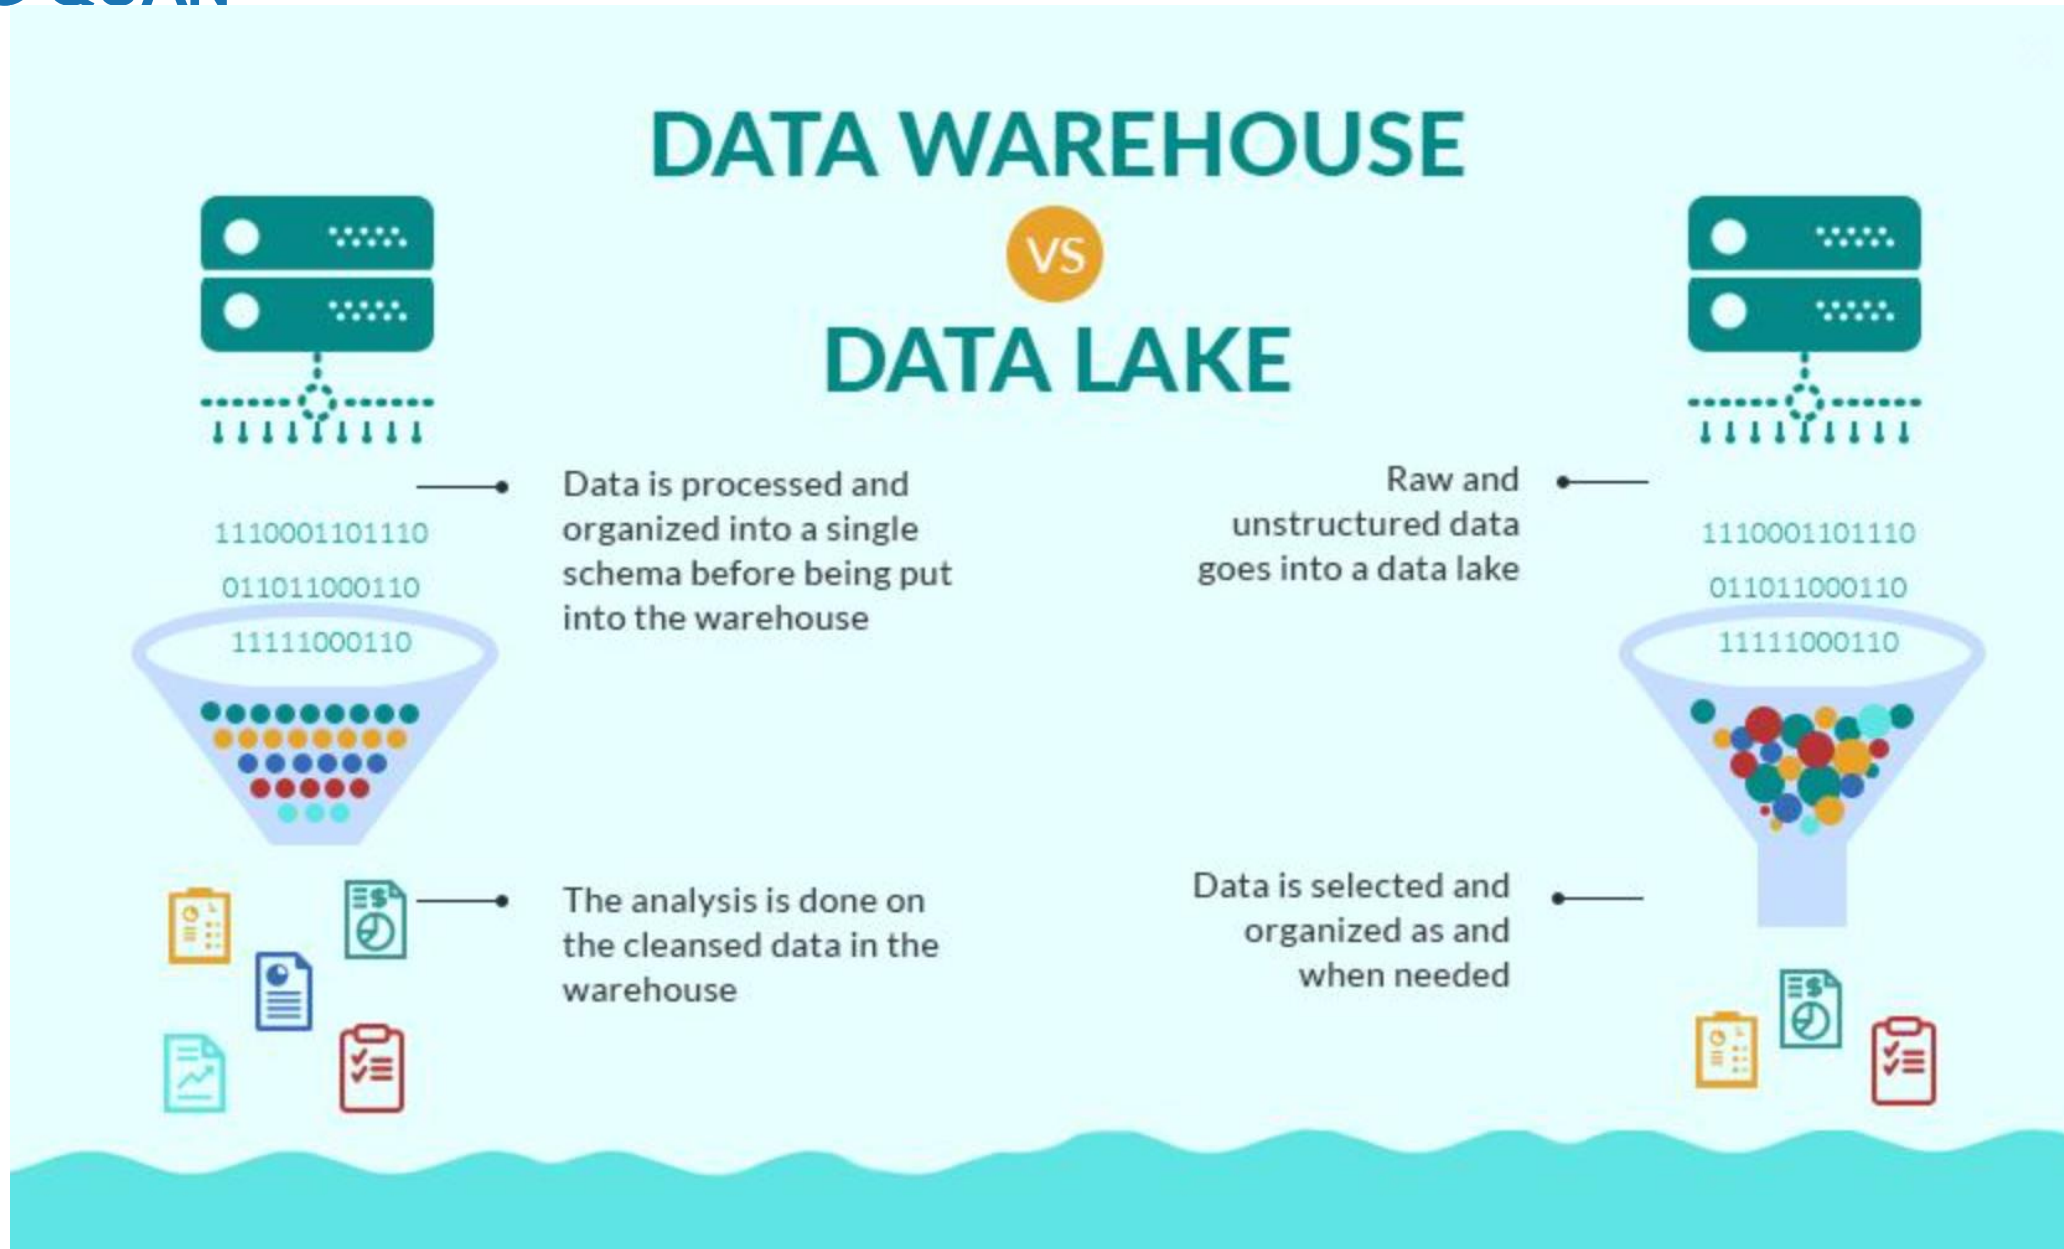 DATA WAREHOUSE
VS
DATA LAKE
Data is processed and
organized into a single
schema before being put
into the warehouse
1110001101110
011011000110
11111000110
The analysis is done on
the cleansed data in the
warehouse
Raw and
unstructured data
goes into a data lake
1110001101110
011011000110
11111000110
Data is selected and
organized as and
when needed